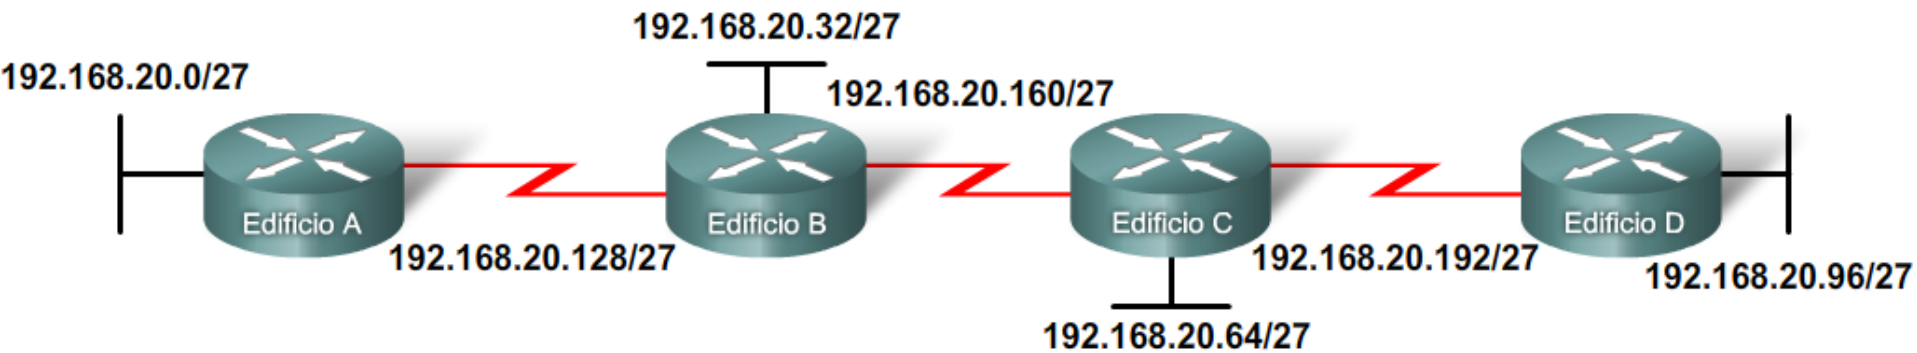 192.168.20.32/27
192.168.20.0/27
192.168.20.160/27
Edificio A
Edificio B
Edificio C
Edificio D
192.168.20.128/27
192.168.20.192/27
192.168.20.96/27
192.168.20.64/27